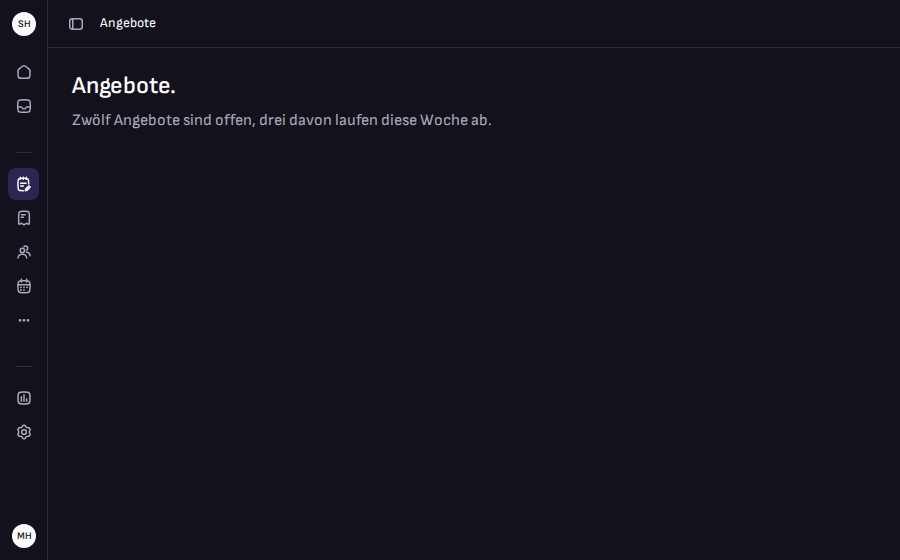 SH
Angebote
Angebote.
Zwölf Angebote sind offen, drei davon laufen diese Woche ab.
MH